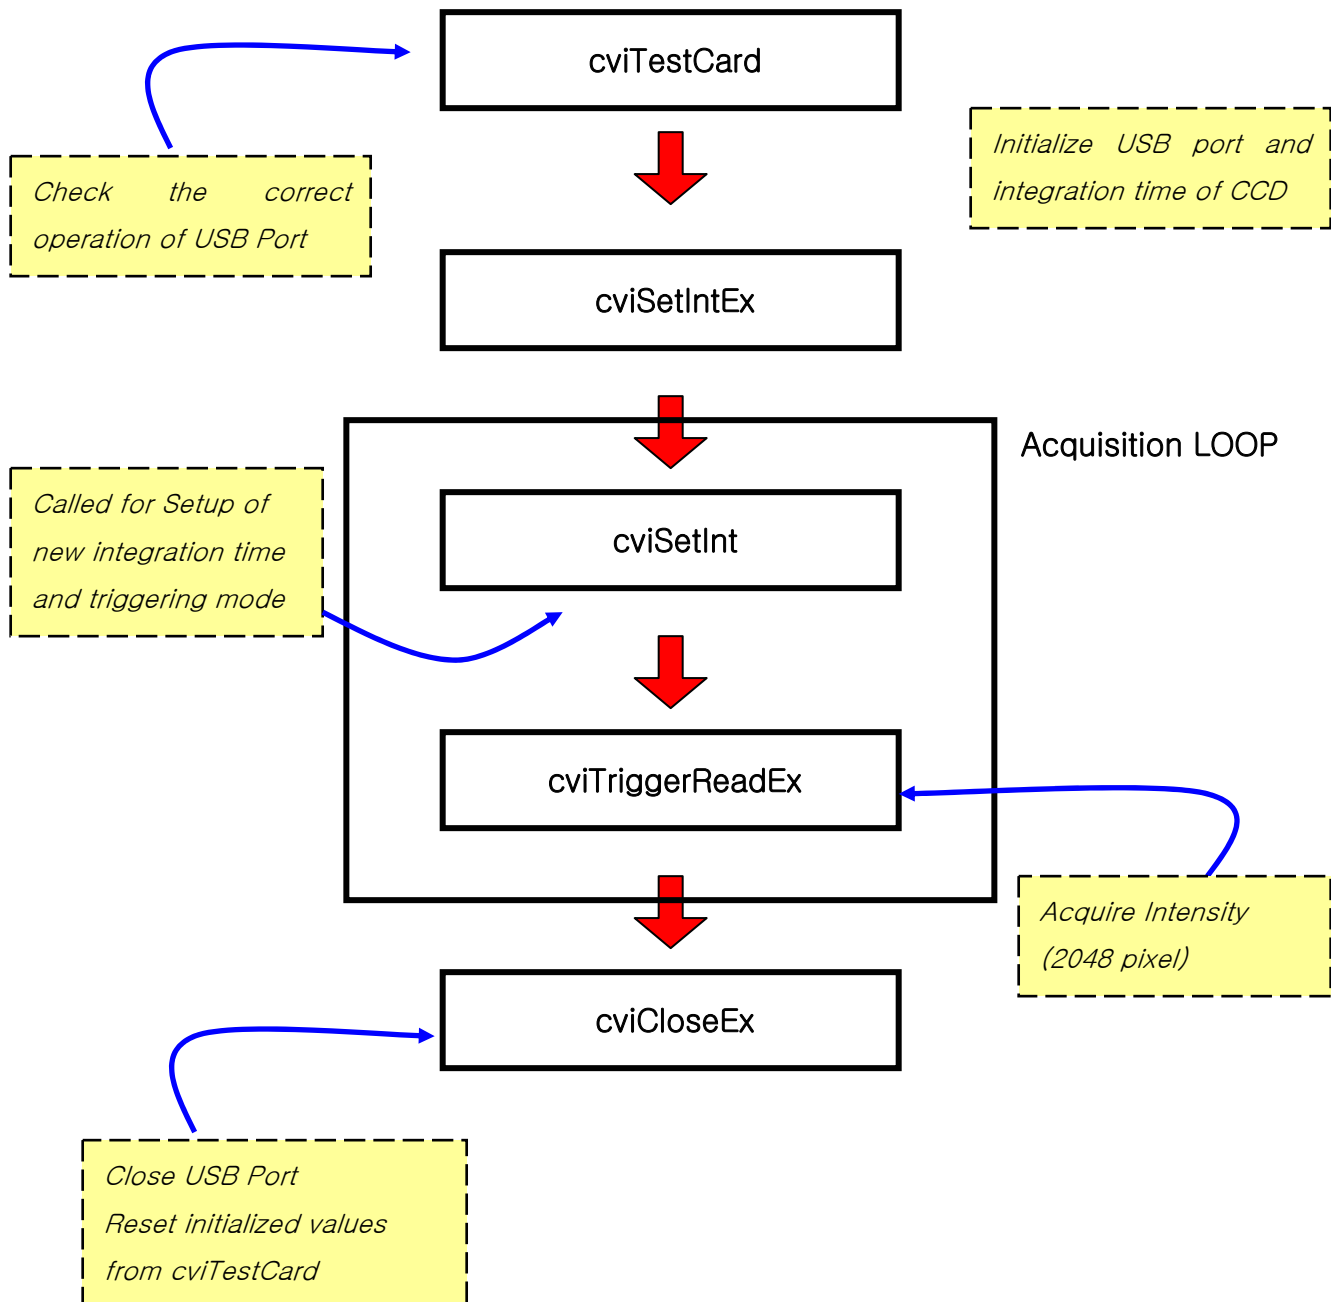 cviTestCard
Initialize USB port and
integration time of CCD
Check the correct
operation of USB Port
cviSetIntEx
Acquisition LOOP
Called for Setup of
new integration time
and triggering mode
cviSetInt
cviTriggerReadEx
Acquire Intensity
(2048 pixel)
cviCloseEx
Close USB Port
Reset initialized values
from cviTestCard